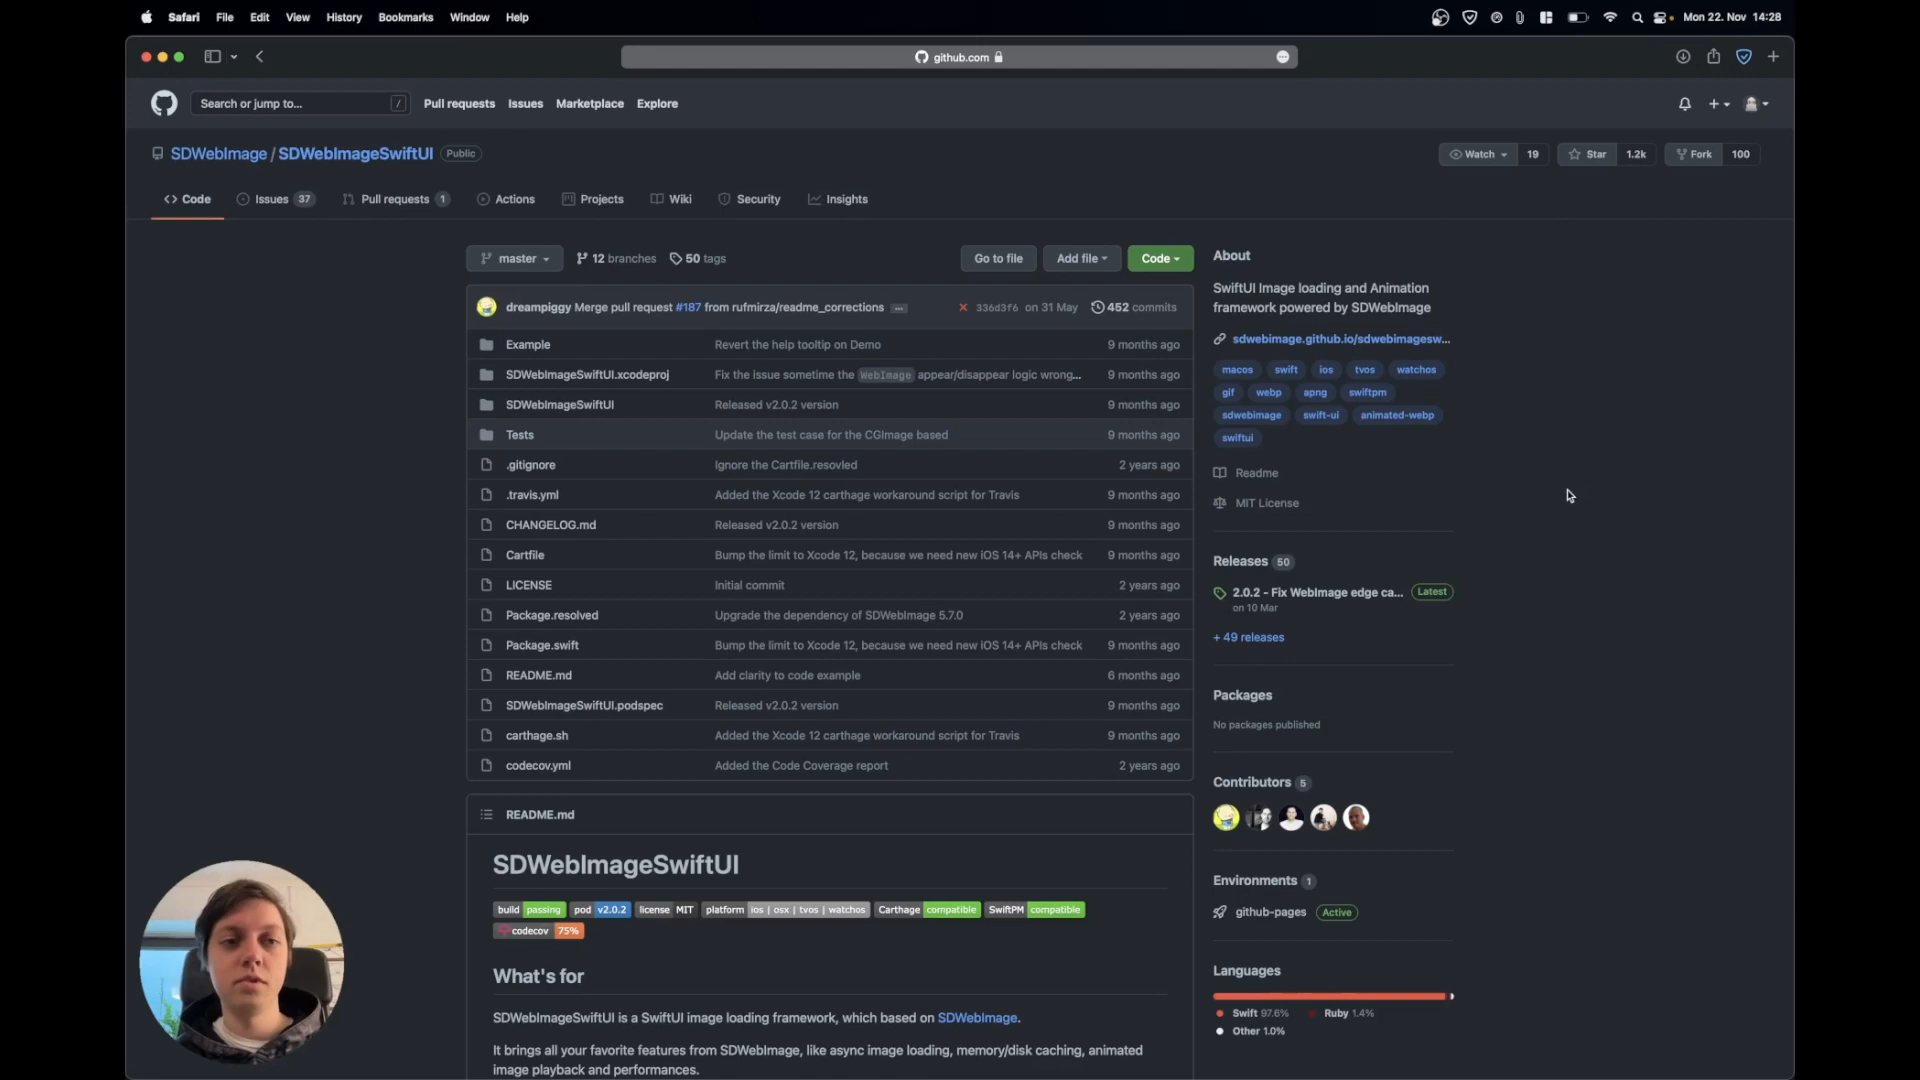 Safari File Edit View History Bookmarks Window Help Mon 22. Nov 14:28
github.com
Search or jump to... / Pull requests Issues Marketplace Explore
SDWebImage / SDWebImageSwiftUI Public Watch 19 Star 1.2k Fork 100
Code Issues 37 Pull requests 1 Actions Projects Wiki Security Insights
master 12 branches 50 tags Go to file Add file Code
dreampiggy Merge pull request #187 from rufmirza/readme_corrections ... 336d3f6 on 31 May 452 commits
Example Revert the help tooltip on Demo 9 months ago
SDWebImageSwiftUI.xcodeproj Fix the issue sometime the WebImage appear/disappear logic wrong... 9 months ago
SDWebImageSwiftUI Released v2.0.2 version 9 months ago
Tests Update the test case for the CGImage based 9 months ago
.gitignore Ignore the Cartfile.resovled 2 years ago
.travis.yml Added the Xcode 12 carthage workaround script for Travis 9 months ago
CHANGELOG.md Released v2.0.2 version 9 months ago
Cartfile Bump the limit to Xcode 12, because we need new iOS 14+ APIs check 9 months ago
LICENSE Initial commit 2 years ago
Package.resolved Upgrade the dependency of SDWebImage 5.7.0 2 years ago
Package.swift Bump the limit to Xcode 12, because we need new iOS 14+ APIs check 9 months ago
README.md Add clarity to code example 6 months ago
SDWebImageSwiftUI.podspec Released v2.0.2 version 9 months ago
carthage.sh Added the Xcode 12 carthage workaround script for Travis 9 months ago
codecov.yml Added the Code Coverage report 2 years ago
README.md
SDWebImageSwiftUI
build passing pod v2.0.2 license MIT platform ios | osx | tvos | watchos Carthage compatible SwiftPM compatible
codecov 75%
What's for
SDWebImageSwiftUI is a SwiftUI image loading framework, which based on SDWebImage.
It brings all your favorite features from SDWebImage, like async image loading, memory/disk caching, animated
image playback and performances.
About
SwiftUI Image loading and Animation
framework powered by SDWebImage
sdwebimage.github.io/sdwebimagesw...
macos swift ios tvos watchos
gif webp apng swiftpm
sdwebimage swift-ui animated-webp
swiftui
Readme
MIT License
Releases 50
2.0.2 - Fix WebImage edge ca... Latest
on 10 Mar
+ 49 releases
Packages
No packages published
Contributors 5
Environments 1
github-pages Active
Languages
Swift 97.6% Ruby 1.4%
Other 1.0%